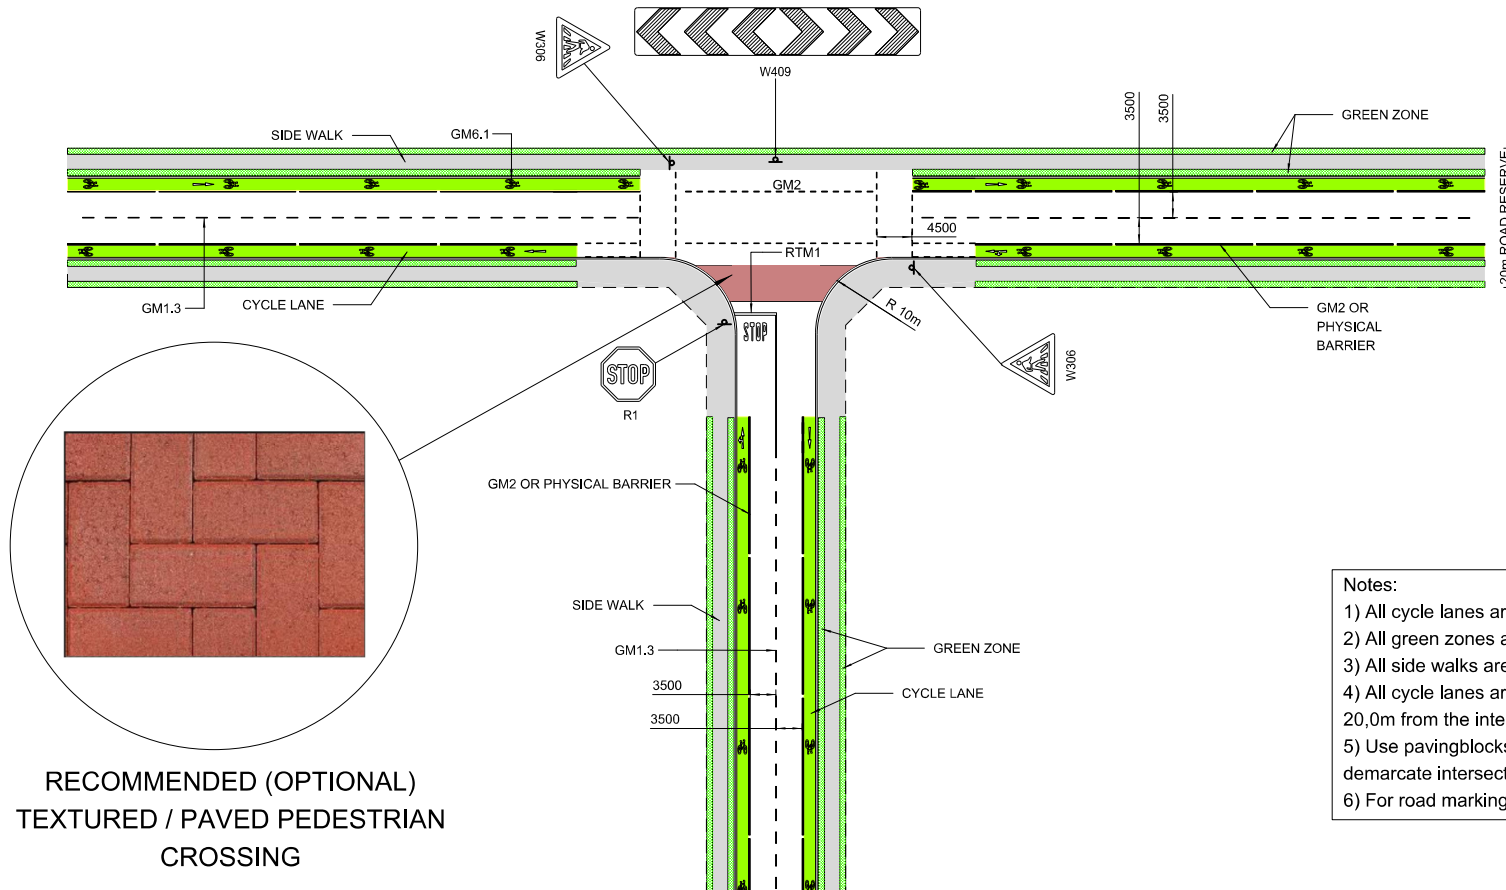 W306
W409
3500
3500
GREEN ZONE
SIDE WALK
GM6.1
GM2
4500
RTM1
GM1.3
CYCLE LANE
R 10m
GM2 OR
PHYSICAL
BARRIER
20m ROAD RESERVE
STOP
STOP
R1
W306
GM2 OR PHYSICAL BARRIER
SIDE WALK
GM1.3
GREEN ZONE
3500
CYCLE LANE
3500
RECOMMENDED (OPTIONAL)
TEXTURED / PAVED PEDESTRIAN
CROSSING
Notes:
1) All cycle lanes ar
2) All green zones a
3) All side walks are
4) All cycle lanes ar
20,0m from the inte
5) Use pavingblocks
demarcate intersect
6) For road marking